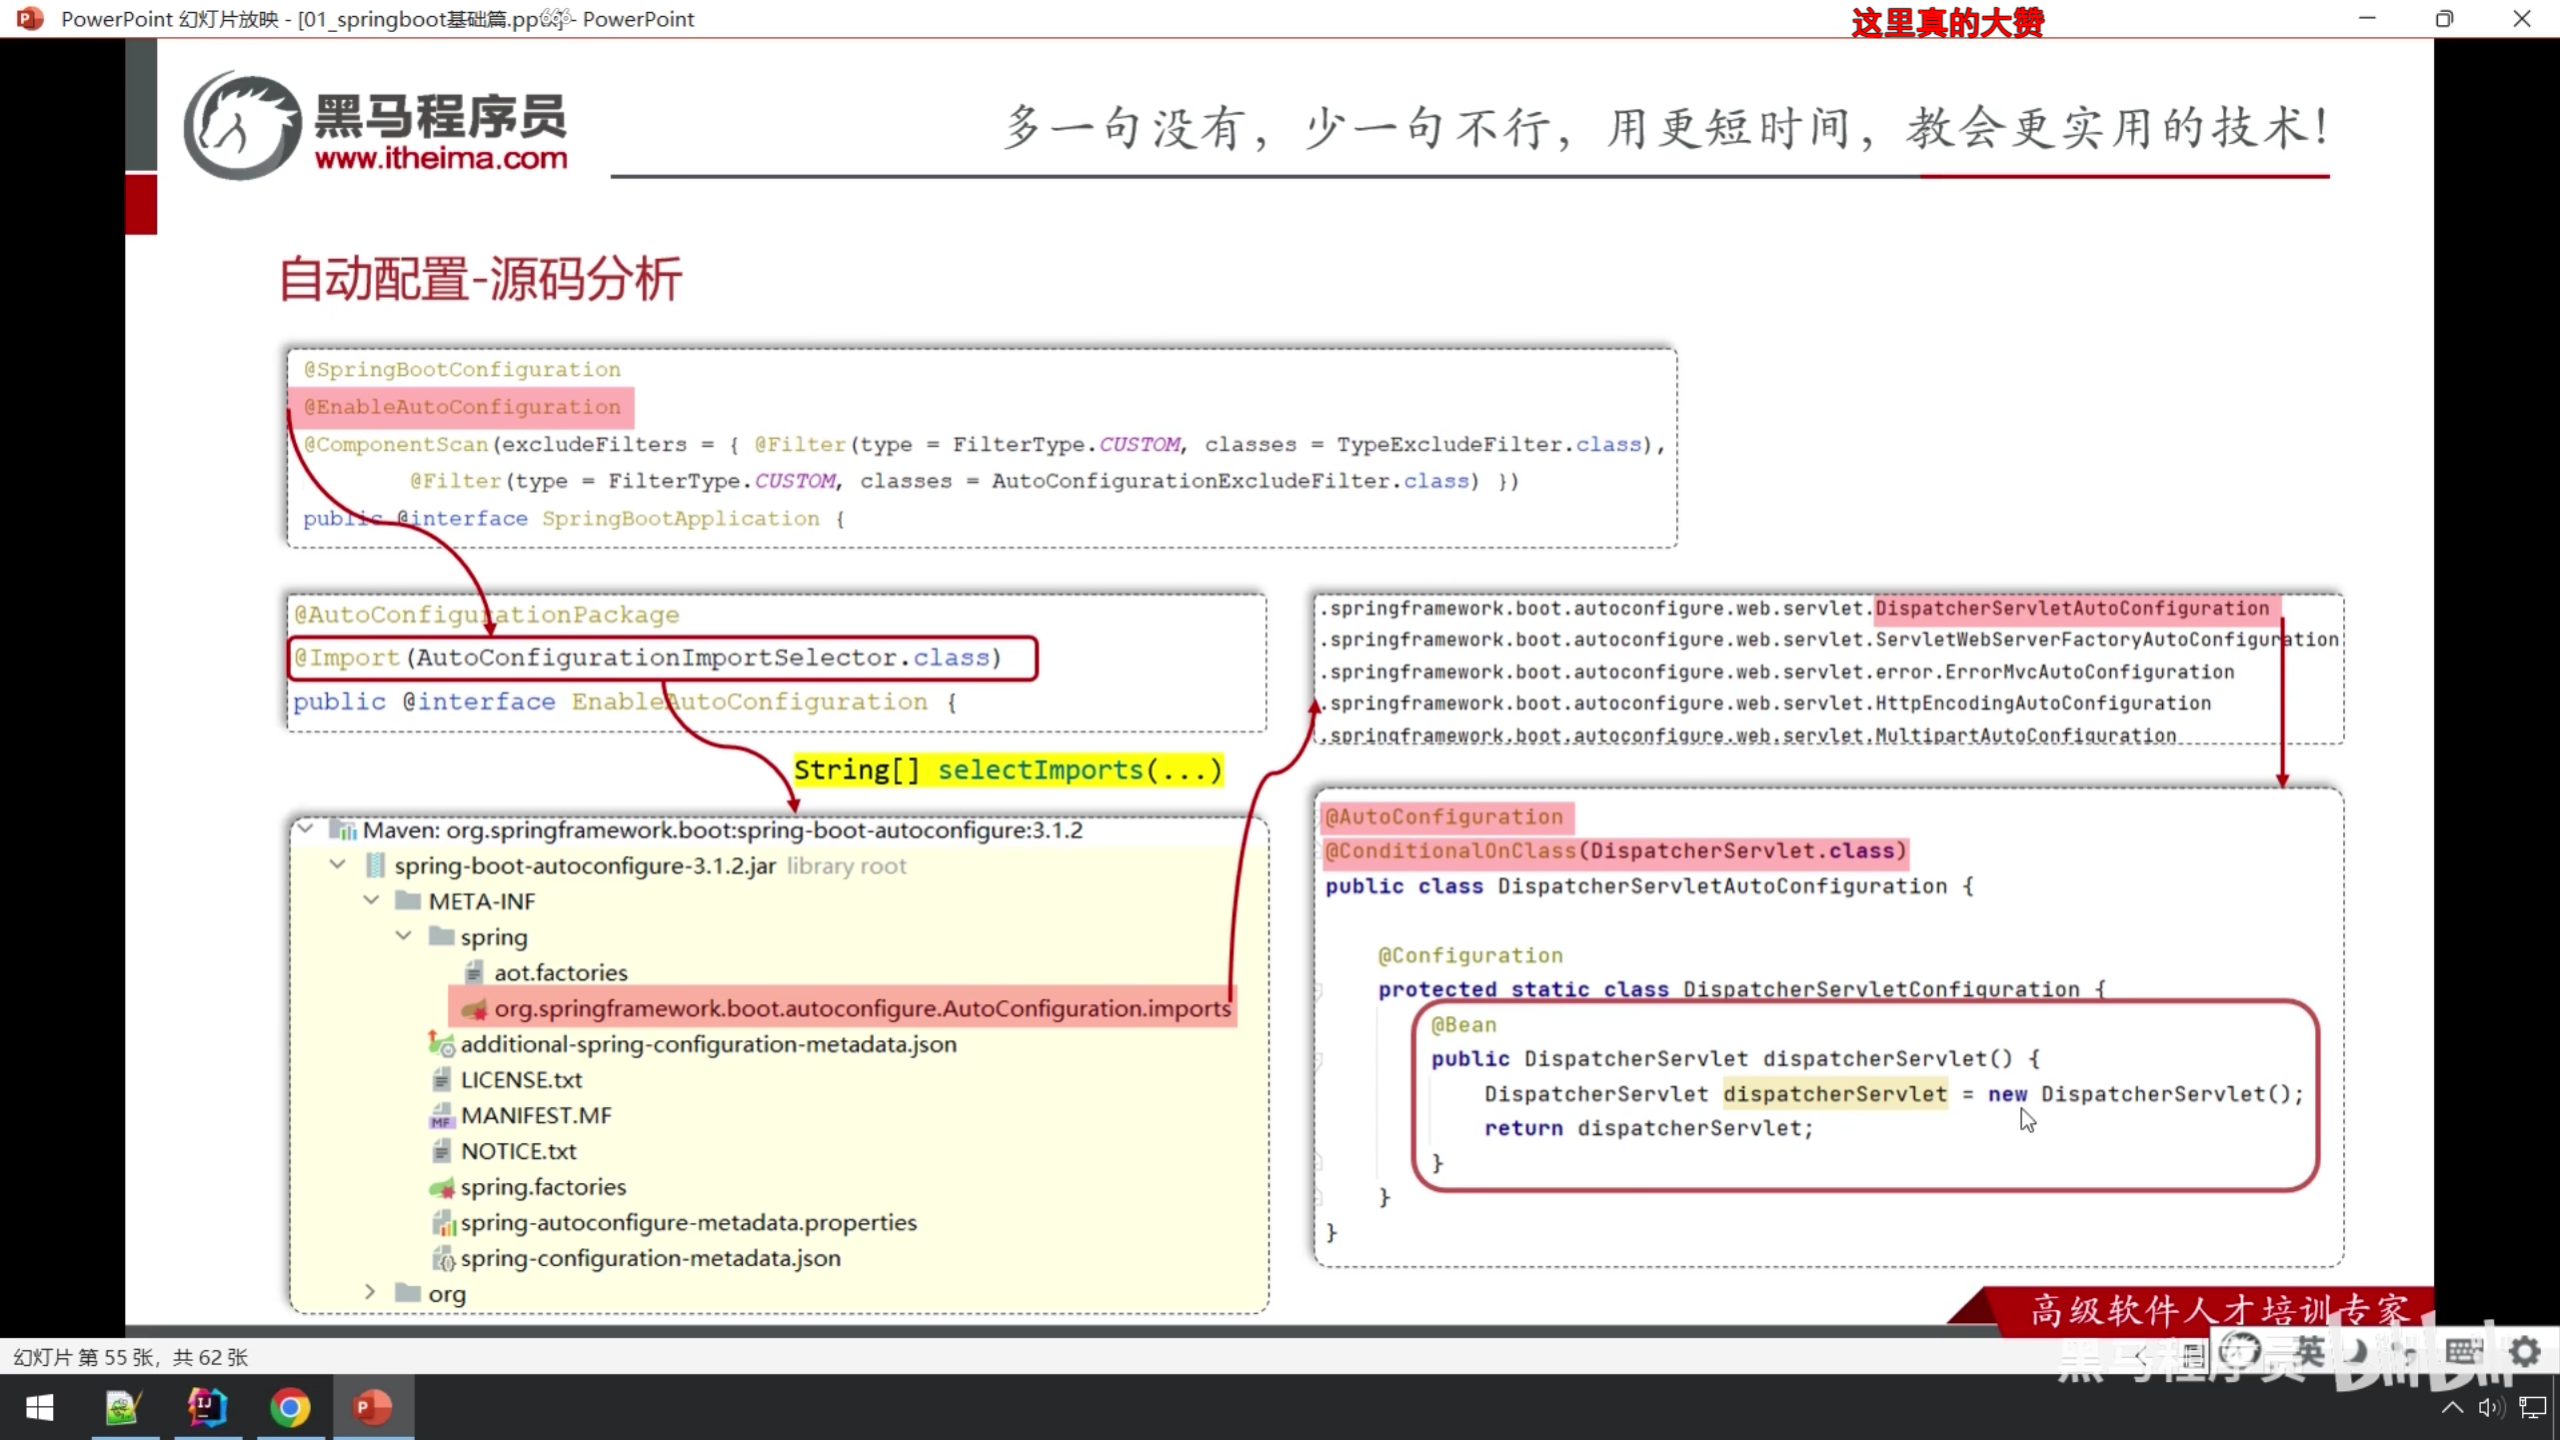 PowerPoint 幻灯片放映 - [01_springboot基础篇.pptx] - PowerPoint
666
这里真的大赞
黑马程序员
www.itheima.com
多一句没有，少一句不行，用更短时间，教会更实用的技术！
自动配置-源码分析
@SpringBootConfiguration
@EnableAutoConfiguration
@ComponentScan(excludeFilters = { @Filter(type = FilterType.CUSTOM, classes = TypeExcludeFilter.class),
@Filter(type = FilterType.CUSTOM, classes = AutoConfigurationExcludeFilter.class) })
public @interface SpringBootApplication {
@AutoConfigurationPackage
@Import(AutoConfigurationImportSelector.class)
public @interface EnableAutoConfiguration {
String[] selectImports(...)
Maven: org.springframework.boot:spring-boot-autoconfigure:3.1.2
spring-boot-autoconfigure-3.1.2.jar library root
META-INF
spring
aot.factories
org.springframework.boot.autoconfigure.AutoConfiguration.imports
additional-spring-configuration-metadata.json
LICENSE.txt
MANIFEST.MF
NOTICE.txt
spring.factories
spring-autoconfigure-metadata.properties
spring-configuration-metadata.json
org
.springframework.boot.autoconfigure.web.servlet.DispatcherServletAutoConfiguration
.springframework.boot.autoconfigure.web.servlet.ServletWebServerFactoryAutoConfiguration
.springframework.boot.autoconfigure.web.servlet.error.ErrorMvcAutoConfiguration
.springframework.boot.autoconfigure.web.servlet.HttpEncodingAutoConfiguration
.springframework.boot.autoconfigure.web.servlet.MultipartAutoConfiguration
@AutoConfiguration
@ConditionalOnClass(DispatcherServlet.class)
public class DispatcherServletAutoConfiguration {
@Configuration
protected static class DispatcherServletConfiguration {
@Bean
public DispatcherServlet dispatcherServlet() {
DispatcherServlet dispatcherServlet = new DispatcherServlet();
return dispatcherServlet;
}
}
}
高级软件人才培训专家
黑马程序员 bilibili
英
幻灯片 第 55 张，共 62 张